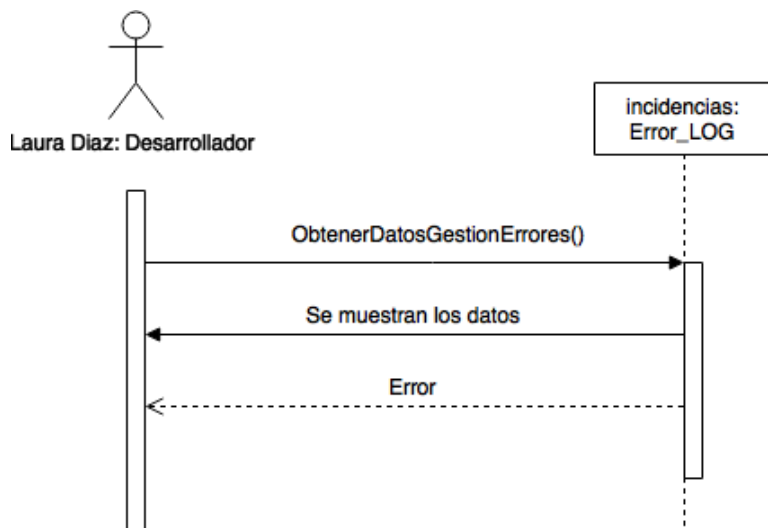 Laura Diaz: Desarrollador
incidencias:
Error_LOG
ObtenerDatosGestionErrores()
Se muestran los datos
Error